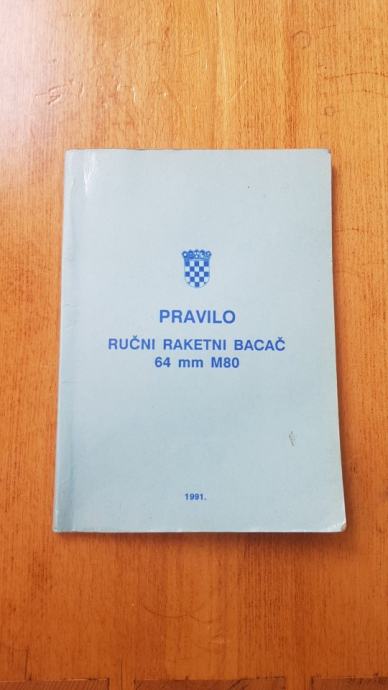 PRAVILO
RUČNI RAKETNI BACAČ
64 mm M80
1991.